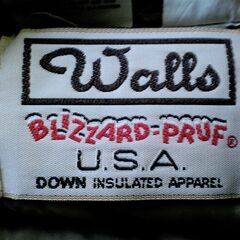 Walls
BLIZZARD-PRUF®
U.S.A.
DOWN INSULATED APPAREL